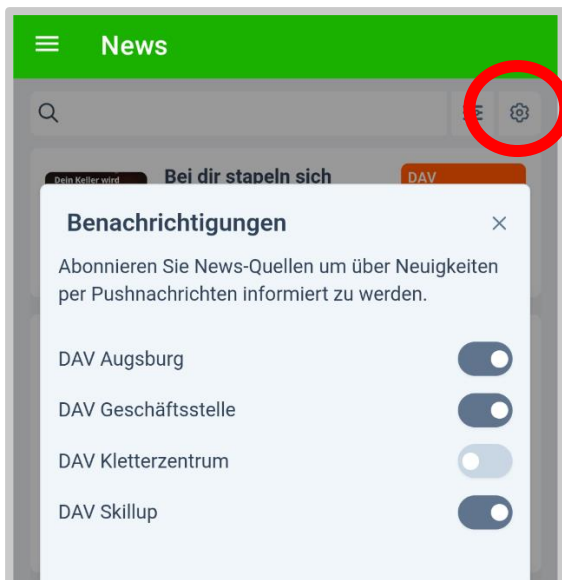 News
Dein Keller wird
Bei dir stapeln sich
DAV
Benachrichtigungen
Abonnieren Sie News-Quellen um über Neuigkeiten
per Pushnachrichten informiert zu werden.
DAV Augsburg
DAV Geschäftsstelle
DAV Kletterzentrum
DAV Skillup